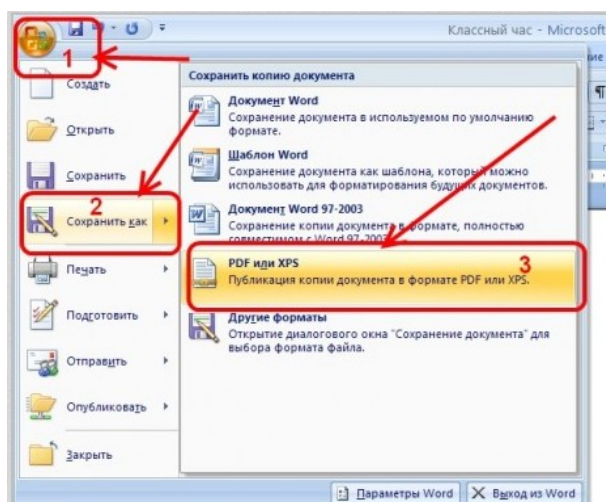 Классный час - Microsoft
1
Создать
Открыть
Сохранить
2
Сохранить как
Печать
Подготовить
Отправить
Опубликовать
Закрыть
Сохранить копию документа
Документ Word
Сохранение документа в используемом по умолчанию
формате.
Шаблон Word
Сохранение документа как шаблона, который можно
использовать для форматирования будущих документов.
Документ Word 97-2003
Сохранение копии документа в формате, полностью
совместимом с Word 97-2003.
PDF или XPS
3
Публикация копии документа в формате PDF или XPS.
Другие форматы
Открытие диалогового окна "Сохранение документа" для
выбора формата файла.
Параметры Word
Выход из Word